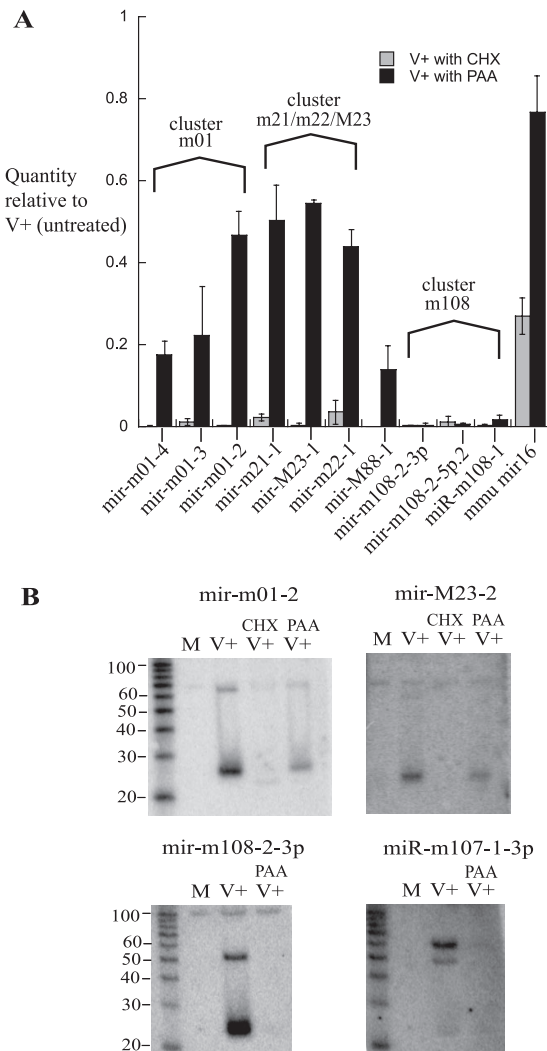 A
1
V+ with CHX
V+ with PAA
0.8
cluster
m01
cluster
m21/m22/M23
Quantity
relative to
V+ (untreated)
0.6
0.4
cluster
m108
0.2
0
mir-m01-4
mir-m01-3
mir-m01-2
mir-m21-1
mir-M23-1
mir-m22-1
mir-M88-1
mir-m108-2-3p
mir-m108-2-5p.2
miR-m108-1
mmu mir16
B
mir-m01-2
CHX PAA
M V+ V+ V+
100
60
50
40
30
20
mir-M23-2
CHX PAA
M V+ V+ V+
mir-m108-2-3p
PAA
M V+ V+
100
60
50
40
30
20
miR-m107-1-3p
PAA
M V+ V+
100
60
50
40
30
20